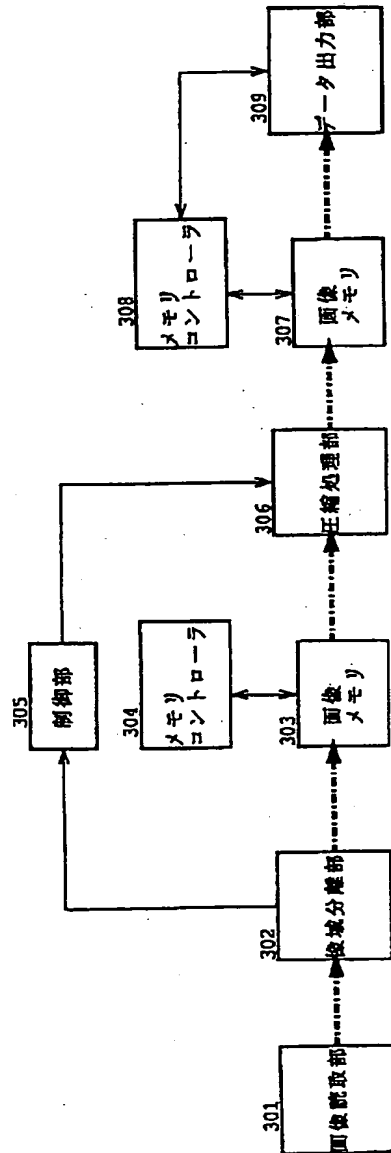 301
画像読取部
302
像域分離部
303
画像
メモリ
304
メモリ
コントローラ
305
制御部
306
圧縮処理部
307
画像
メモリ
308
メモリ
コントローラ
309
データ出力部